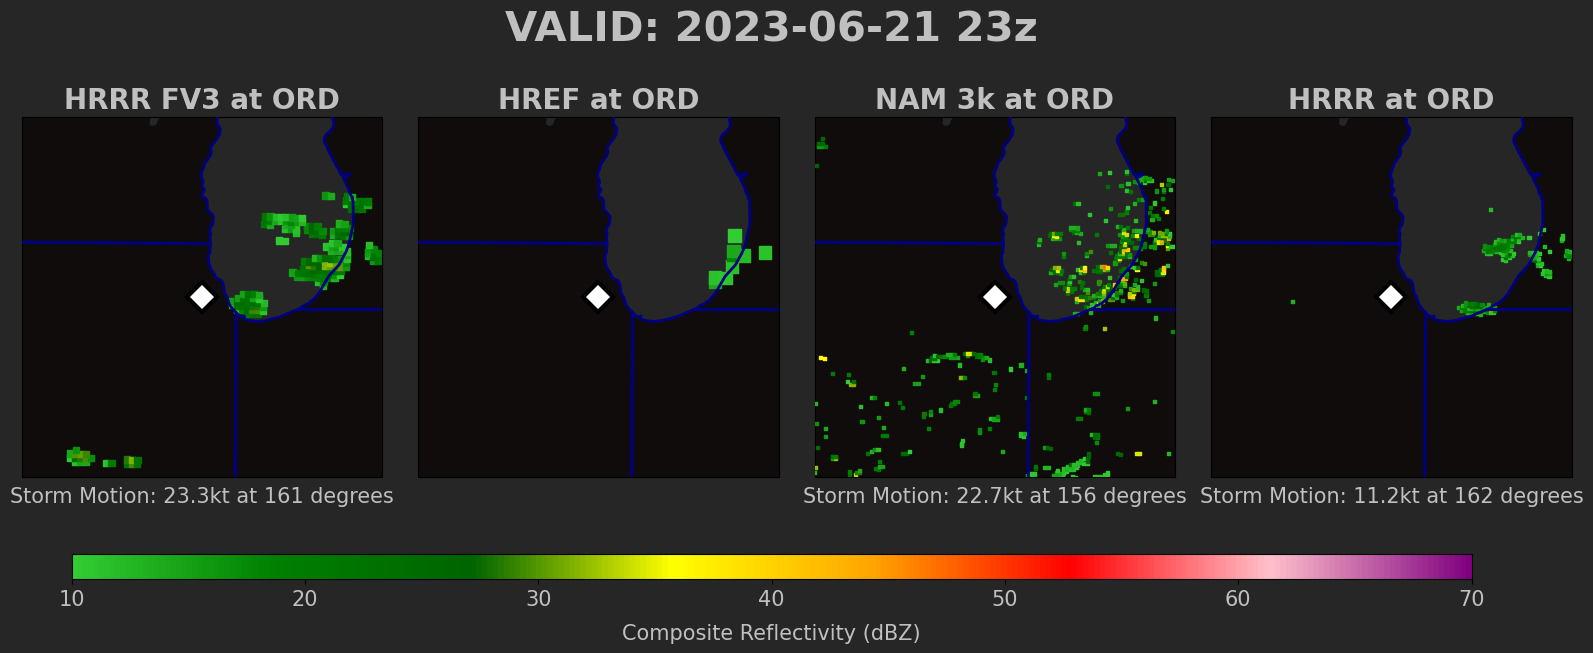 VALID: 2023-06-21 23z
HRRR FV3 at ORD
HREF at ORD
NAM 3k at ORD
HRRR at ORD
Storm Motion: 23.3kt at 161 degrees
Storm Motion: 22.7kt at 156 degrees
Storm Motion: 11.2kt at 162 degrees
10 20 30 40 50 60 70
Composite Reflectivity (dBZ)